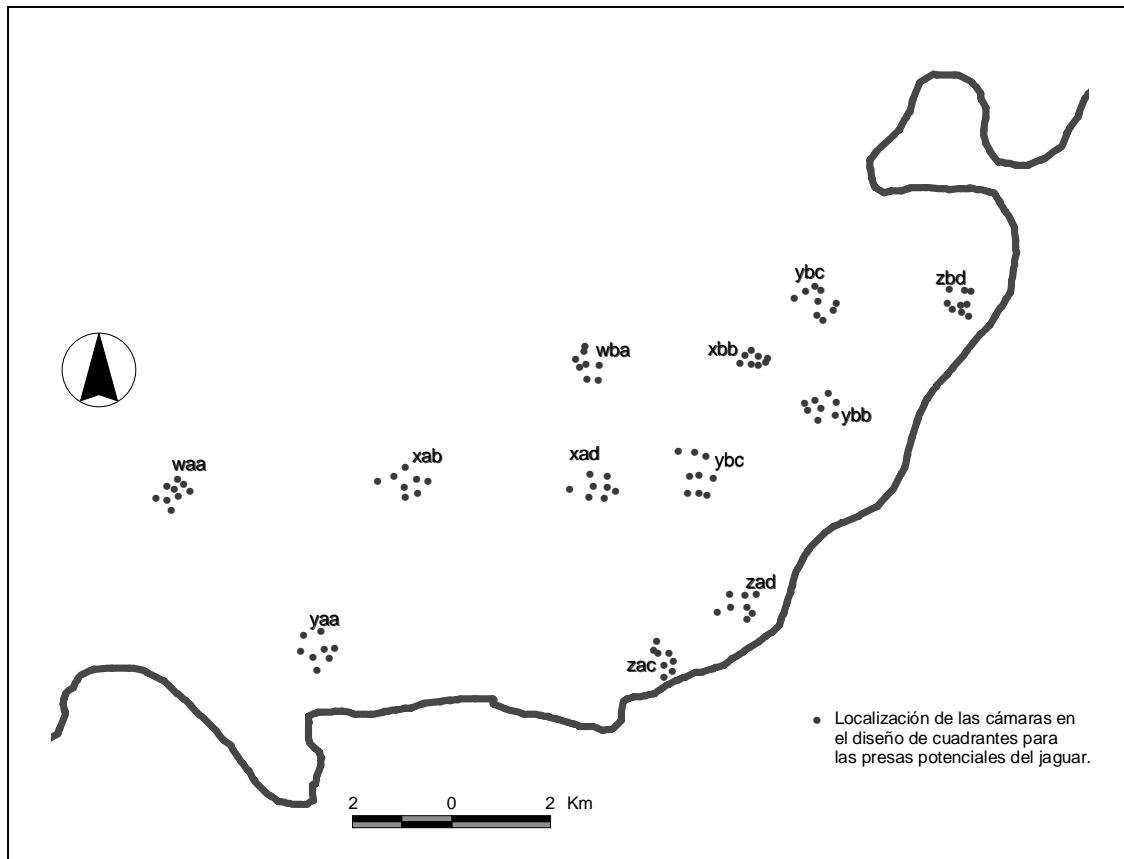 ybc
zbd
wba
xbb
ybb
waa
xab
xad
ybc
zad
yaa
zac
Localización de las cámaras en
el diseño de cuadrantes para
las presas potenciales del jaguar.
2 0 2 Km